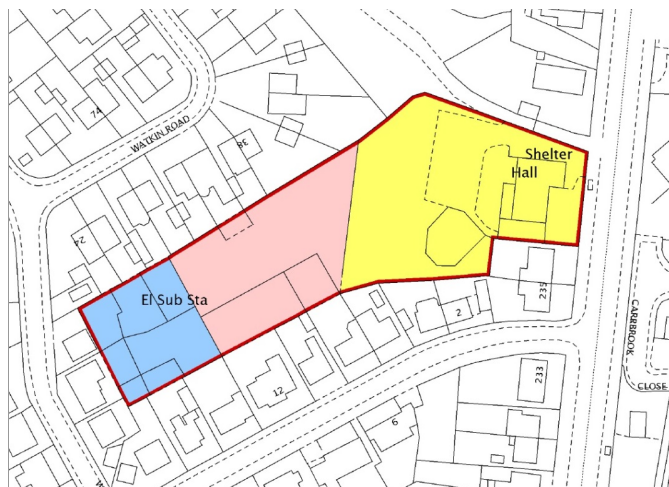 74
WATKIN ROAD
38
Shelter
Hall
24
El Sub Sta
235
2
CARRBROOK
CLOSE
233
12
6